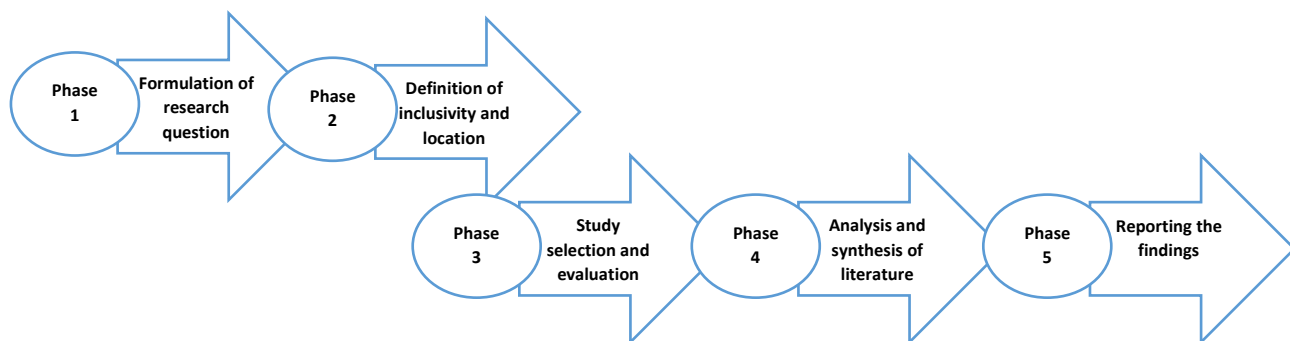 Phase
1
Formulation of
research
question
Phase
2
Definition of
inclusivity and
location
Phase
3
Study
selection and
evaluation
Phase
4
Analysis and
synthesis of
literature
Phase
5
Reporting the
findings